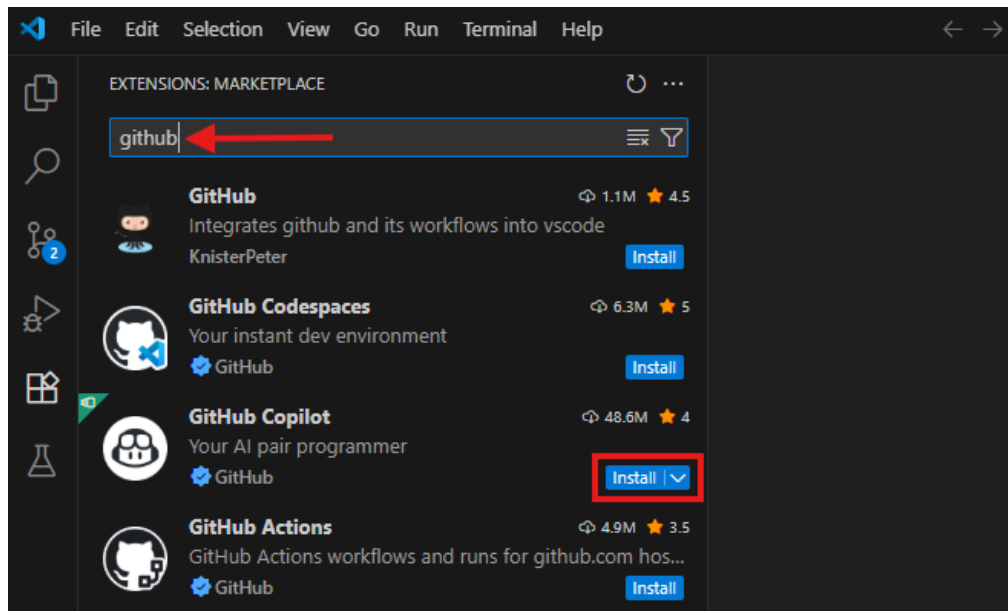 File Edit Selection View Go Run Terminal Help
EXTENSIONS: MARKETPLACE
github
GitHub 1.1M 4.5
Integrates github and its workflows into vscode
KnisterPeter Install
GitHub Codespaces 6.3M 5
Your instant dev environment
GitHub Install
2
GitHub Copilot 48.6M 4
Your AI pair programmer
GitHub Install
GitHub Actions 4.9M 3.5
GitHub Actions workflows and runs for github.com hos...
GitHub Install